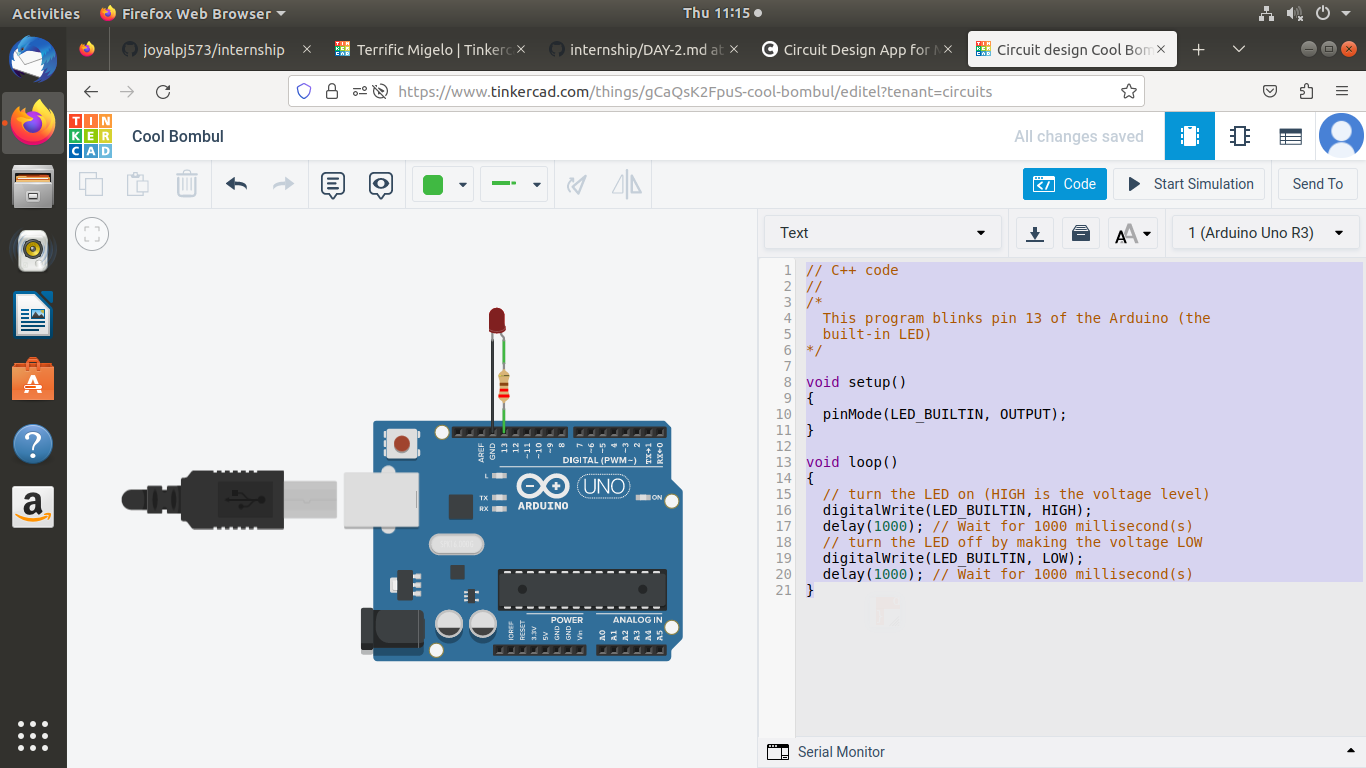 Activities
Firefox Web Browser
Thu 11:15
joyalpj573/internship
Terrific Migelo | Tinkerc
internship/DAY-2.md at
Circuit Design App for M
Circuit design Cool Bom
https://www.tinkercad.com/things/gCaQsK2FpuS-cool-bombul/editel?tenant=circuits
TIN
KER
CAD
Cool Bombul
All changes saved
Code
Start Simulation
Send To
Text
1 (Arduino Uno R3)
1 // C++ code
2 //
3 /*
4 This program blinks pin 13 of the Arduino (the
5 built-in LED)
6 */
7
8 void setup()
9 {
10 pinMode(LED_BUILTIN, OUTPUT);
11 }
12
13 void loop()
14 {
15 // turn the LED on (HIGH is the voltage level)
16 digitalWrite(LED_BUILTIN, HIGH);
17 delay(1000); // Wait for 1000 millisecond(s)
18 // turn the LED off by making the voltage LOW
19 digitalWrite(LED_BUILTIN, LOW);
20 delay(1000); // Wait for 1000 millisecond(s)
21 }
AREF GND 13 12 ~11 ~10 ~9 8 7 ~6 ~5 4 ~3 2 TX→1 RX←0
DIGITAL (PWM~)
L
TX
RX
ARDUINO
UNO
ON
POWER
ANALOG IN
IOREF RESET 3.3V 5V GND GND Vin A0 A1 A2 A3 A4 A5
Serial Monitor